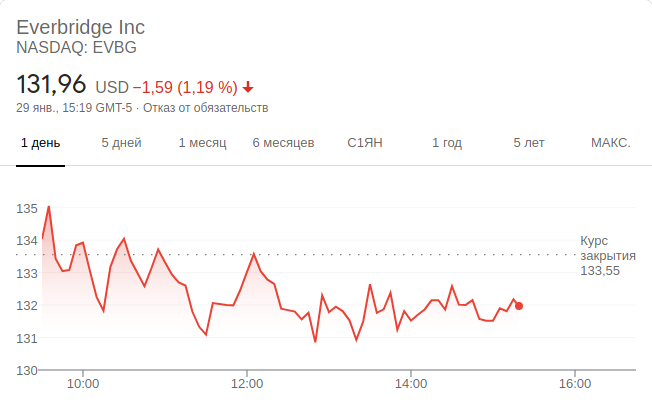 Everbridge Inc
NASDAQ: EVBG
131,96 USD −1,59 (1,19 %)
29 янв., 15:19 GMT-5 · Отказ от обязательств
1 день 5 дней 1 месяц 6 месяцев С1ЯН 1 год 5 лет МАКС.
135
134
133
132
131
130
Курс
закрытия
133,55
10:00 12:00 14:00 16:00